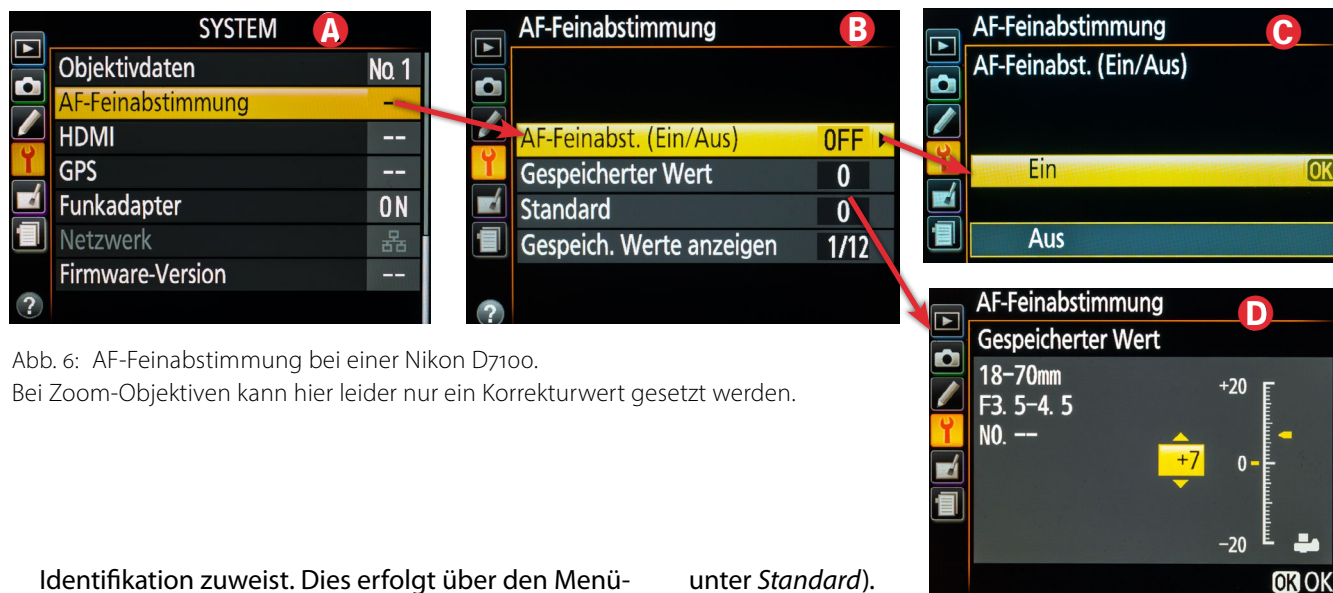 SYSTEM
A
Objektivdaten No. 1
AF-Feinabstimmung --
HDMI --
GPS --
Funkadapter ON
Netzwerk
Firmware-Version --
?
AF-Feinabstimmung
B
AF-Feinabst. (Ein/Aus) OFF
Gespeicherter Wert 0
Standard 0
Gespeich. Werte anzeigen 1/12
?
AF-Feinabstimmung
C
AF-Feinabst. (Ein/Aus)
Ein OK
Aus
AF-Feinabstimmung
D
Gespeicherter Wert
18-70mm
F3. 5-4. 5
NO. --
+20
+7
0
-20
OK OK
Abb. 6: AF-Feinabstimmung bei einer Nikon D7100.
Bei Zoom-Objektiven kann hier leider nur ein Korrekturwert gesetzt werden.
Identifikation zuweist. Dies erfolgt über den Menü-
unter Standard).